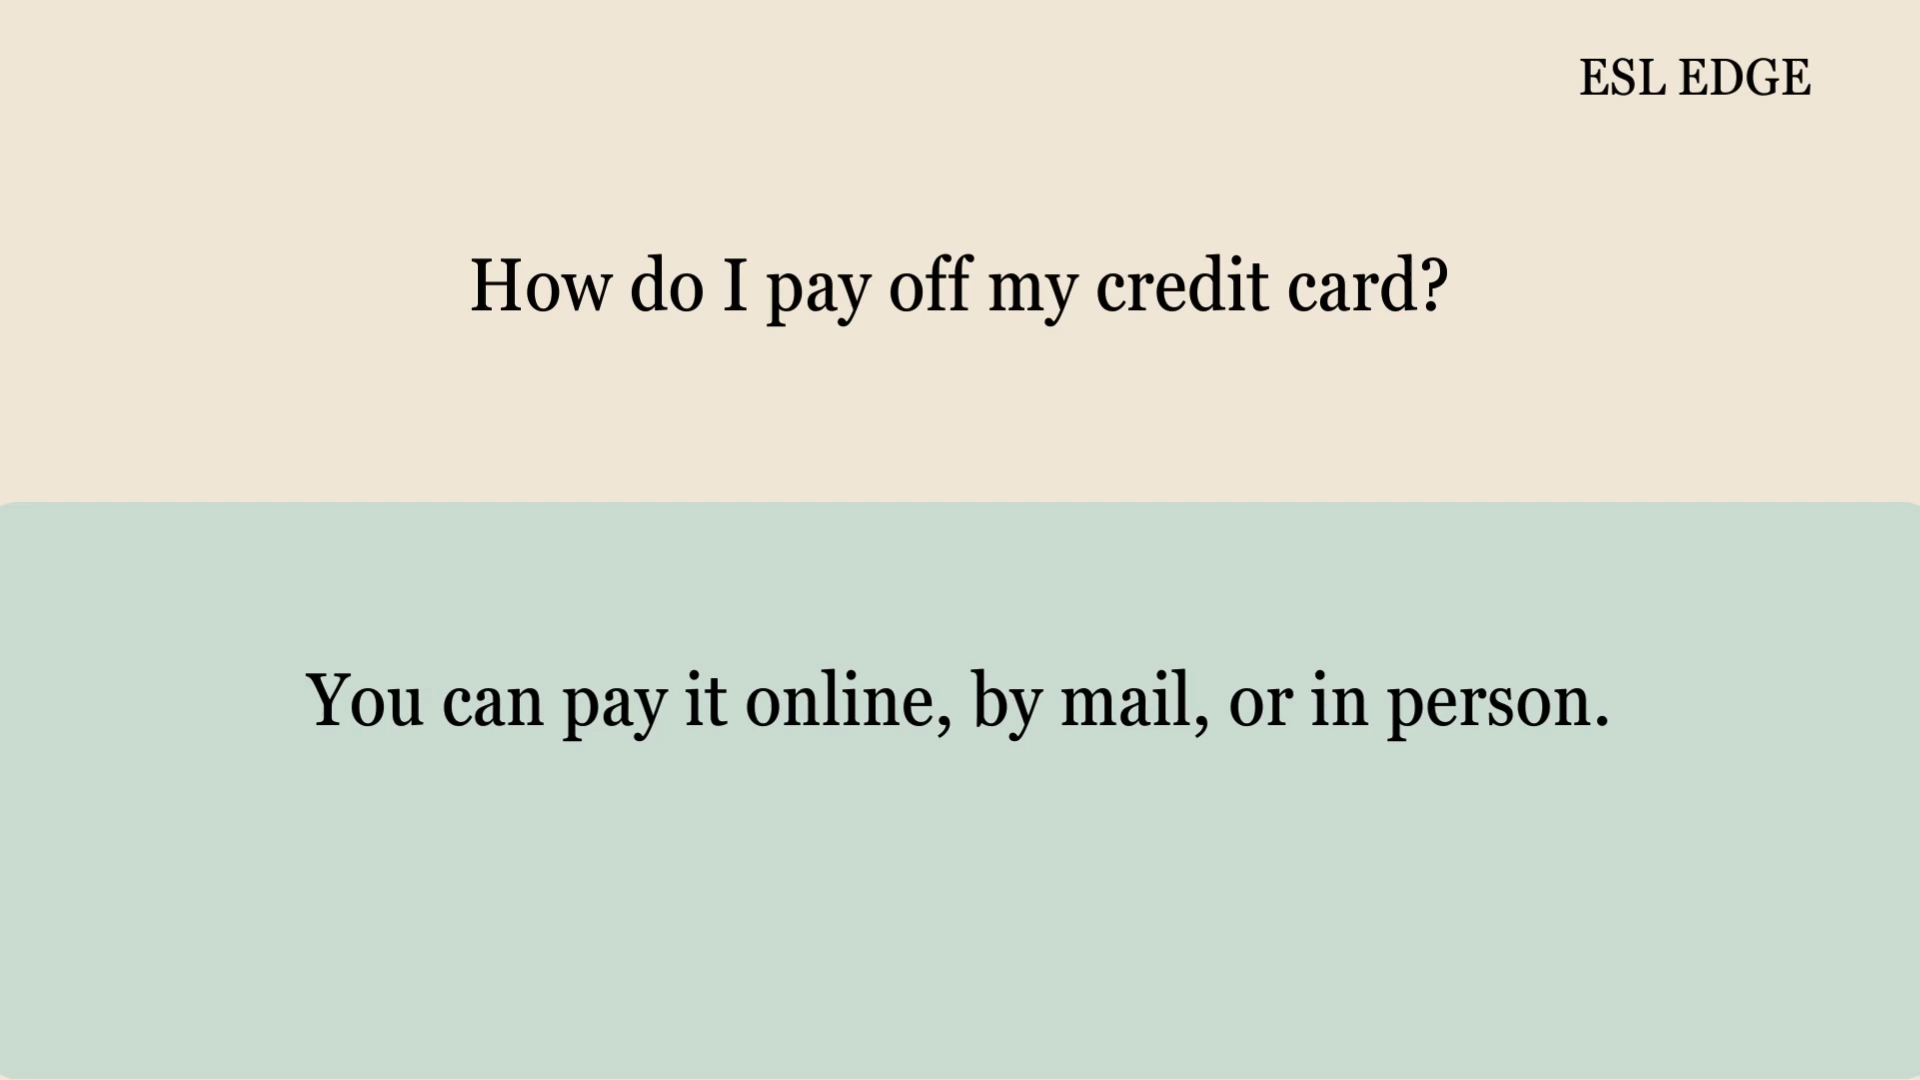 ESL EDGE
How do I pay off my credit card?
You can pay it online, by mail, or in person.